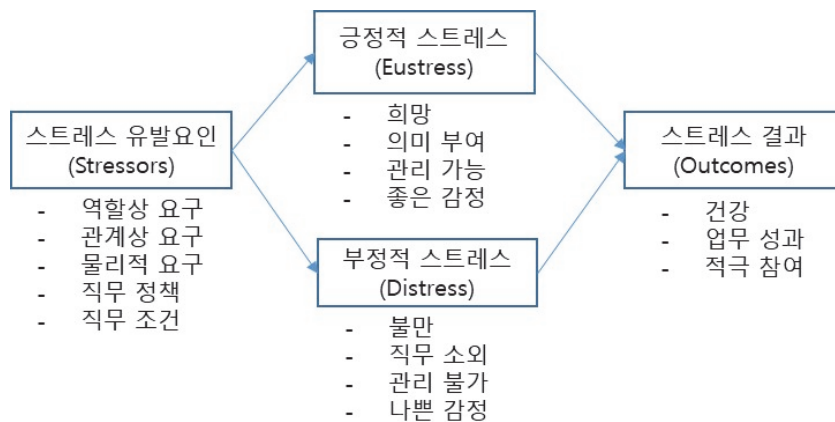 긍정적 스트레스
(Eustress)
- 희망
- 의미 부여
- 관리 가능
- 좋은 감정
스트레스 유발요인
(Stressors)
- 역할상 요구
- 관계상 요구
- 물리적 요구
- 직무 정책
- 직무 조건
부정적 스트레스
(Distress)
- 불만
- 직무 소외
- 관리 불가
- 나쁜 감정
스트레스 결과
(Outcomes)
- 건강
- 업무 성과
- 적극 참여